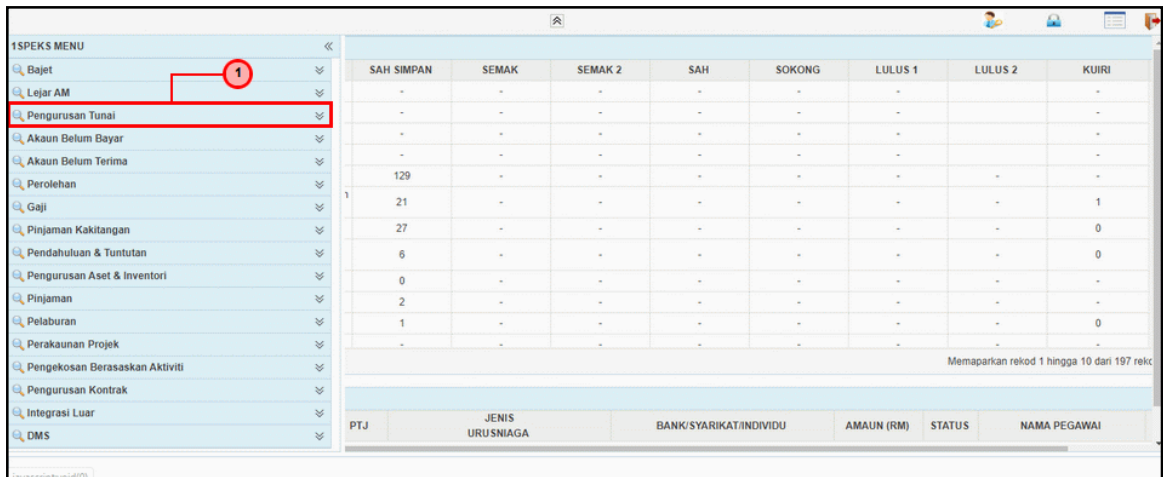 1SPEKS MENU
Bajet
1
Lejar AM
Pengurusan Tunai
Akaun Belum Bayar
Akaun Belum Terima
Perolehan
Gaji
Pinjaman Kakitangan
Pendahuluan & Tuntutan
Pengurusan Aset & Inventori
Pinjaman
Pelaburan
Perakaunan Projek
Pengekosan Berasaskan Aktiviti
Pengurusan Kontrak
Integrasi Luar
DMS
SAH SIMPAN SEMAK SEMAK 2 SAH SOKONG LULUS 1 LULUS 2 KUIRI
- - - - - - -
- - - - - - -
- - - - - - -
- - - - - - -
129 - - - - - - -
21 - - - - - - 1
27 - - - - - - 0
6 - - - - - - 0
0 - - - - - - -
2 - - - - - - -
1 - - - - - - 0
- - - - - - - -
Memaparkan rekod 1 hingga 10 dari 197 reko
PTJ JENIS URUSNIAGA BANK/SYARIKAT/INDIVIDU AMAUN (RM) STATUS NAMA PEGAWAI